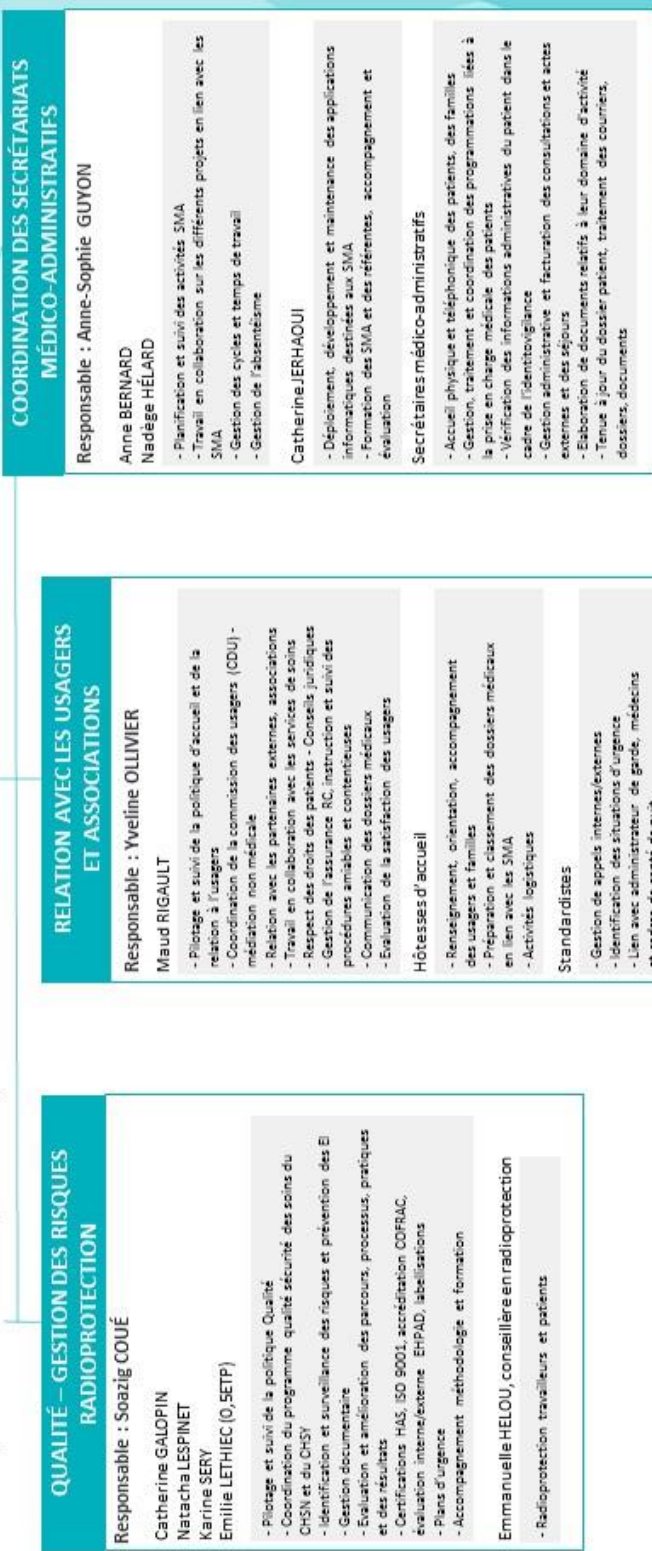 QUALITÉ – GESTION DES RISQUES
RADIOPROTECTION
Responsable : Soazig COUÉ
Catherine GALOPIN
Natacha LESPINET
Karine SERY
Emilie LETHIEC (0,5ETP)
- Pilotage et suivi de la politique Qualité
- Coordination du programme qualité sécurité des soins du
CHSN et du CHSY
- Identification et surveillance des risques et prévention des EI
- Gestion documentaire
- Evaluation et amélioration des parcours, processus, pratiques
et des résultats
- Certifications HAS, ISO 9001, accréditation COFRAC,
évaluation interne/externe EHPAD, labellisations
- Plans d'urgence
- Accompagnement méthodologie et formation
Emmanuelle HELOU, conseillère en radioprotection
- Radioprotection travailleurs et patients
RELATION AVEC LES USAGERS
ET ASSOCIATIONS
Responsable : Yveline OLLIVIER
Maud RIGAULT
- Pilotage et suivi de la politique d'accueil et de la
relation à l'usagers
- Coordination de la commission des usagers (CDU) -
médiation non médicale
- Relation avec les partenaires externes, associations
- Travail en collaboration avec les services de soins
- Respect des droits des patients - Conseils juridiques
- Gestion de l'assurance RC, instruction et suivi des
procédures amiables et contentieuses
- Communication des dossiers médicaux
- Evaluation de la satisfaction des usagers
Hôtesses d'accueil
- Renseignement, orientation, accompagnement
des usagers et familles
- Préparation et classement des dossiers médicaux
en lien avec les SMA
- Activités logistiques
Standardistes
- Gestion de appels internes/externes
- Identification des situations d'urgence
- Lien avec administrateur de garde, médecins
et cadres de santé de nuit
COORDINATION DES SECRÉTARIATS
MÉDICO-ADMINISTRATIFS
Responsable : Anne-Sophie GUYON
Anne BERNARD
Nadège HÉLARD
- Planification et suivi des activités SMA
- Travail en collaboration sur les différents projets en lien avec les
SMA
- Gestion des cycles et temps de travail
- Gestion de l'absentéisme
Catherine JERHAOUI
- Déploiement, développement et maintenance des applications
informatiques destinées aux SMA
- Formation des SMA et des référentes, accompagnement et
évaluation
Secrétaires médico-administratifs
- Accueil physique et téléphonique des patients, des familles
- Gestion, traitement et coordination des programmations liées à
la prise en charge médicale des patients
- Vérification des informations administratives du patient dans le
cadre de l'identitovigilance
- Gestion administrative et facturation des consultations et actes
externes et des séjours
- Elaboration de documents relatifs à leur domaine d'activité
- Tenue à jour du dossier patient, traitement des courriers,
dossiers, documents